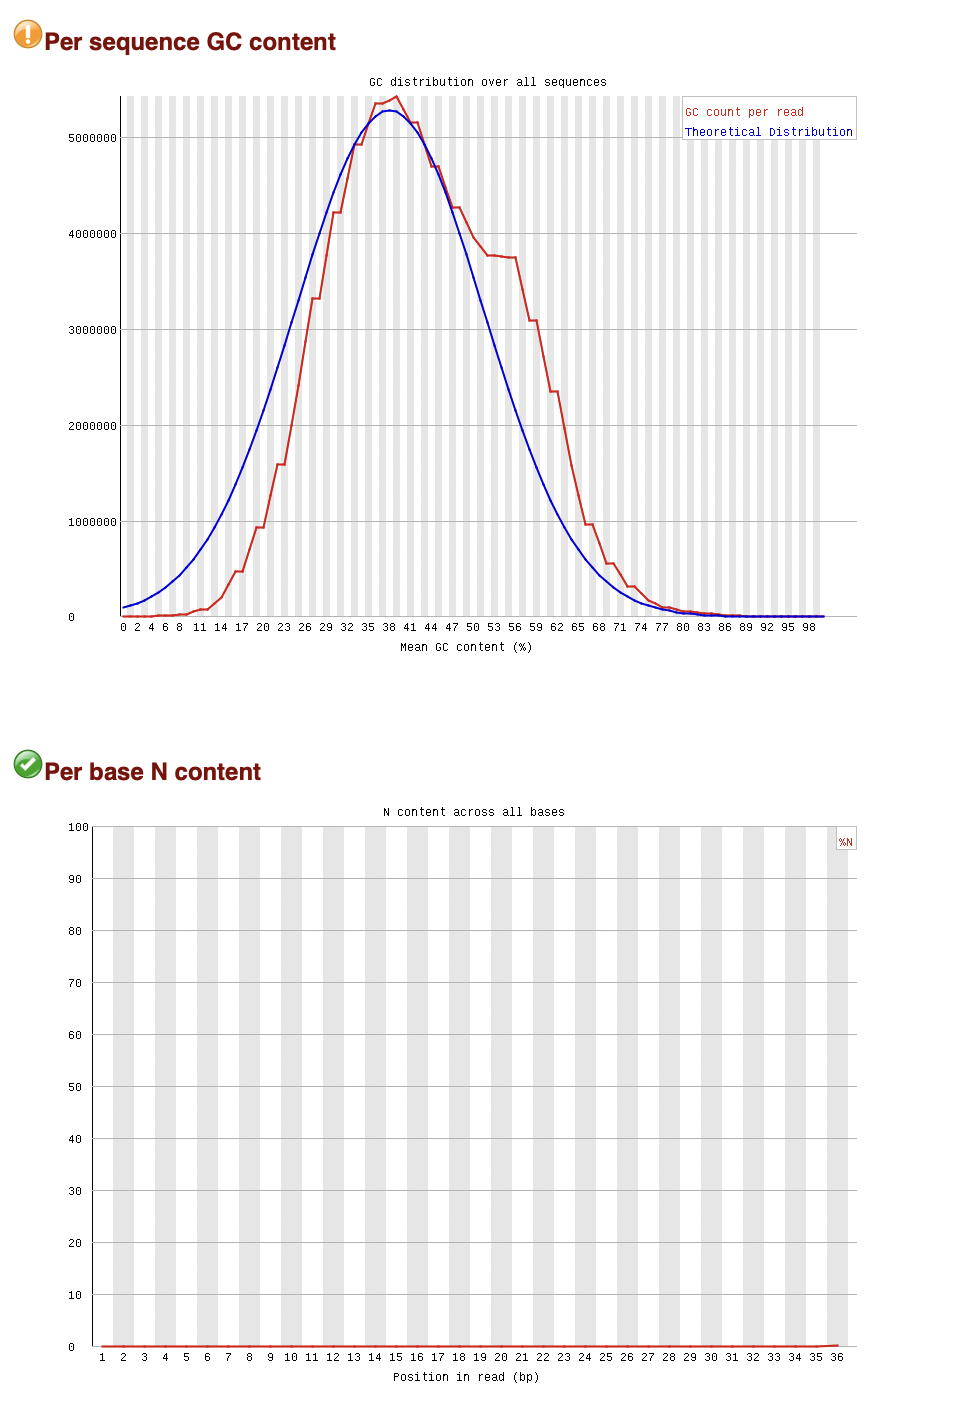 Per sequence GC content
GC distribution over all sequences
GC count per read
Theoretical Distribution
5000000
4000000
3000000
2000000
1000000
0
0 2 4 6 8 11 14 17 20 23 26 29 32 35 38 41 44 47 50 53 56 59 62 65 68 71 74 77 80 83 86 89 92 95 98
Mean GC content (%)
Per base N content
N content across all bases
%N
100
90
80
70
60
50
40
30
20
10
0
1 2 3 4 5 6 7 8 9 10 11 12 13 14 15 16 17 18 19 20 21 22 23 24 25 26 27 28 29 30 31 32 33 34 35 36
Position in read (bp)